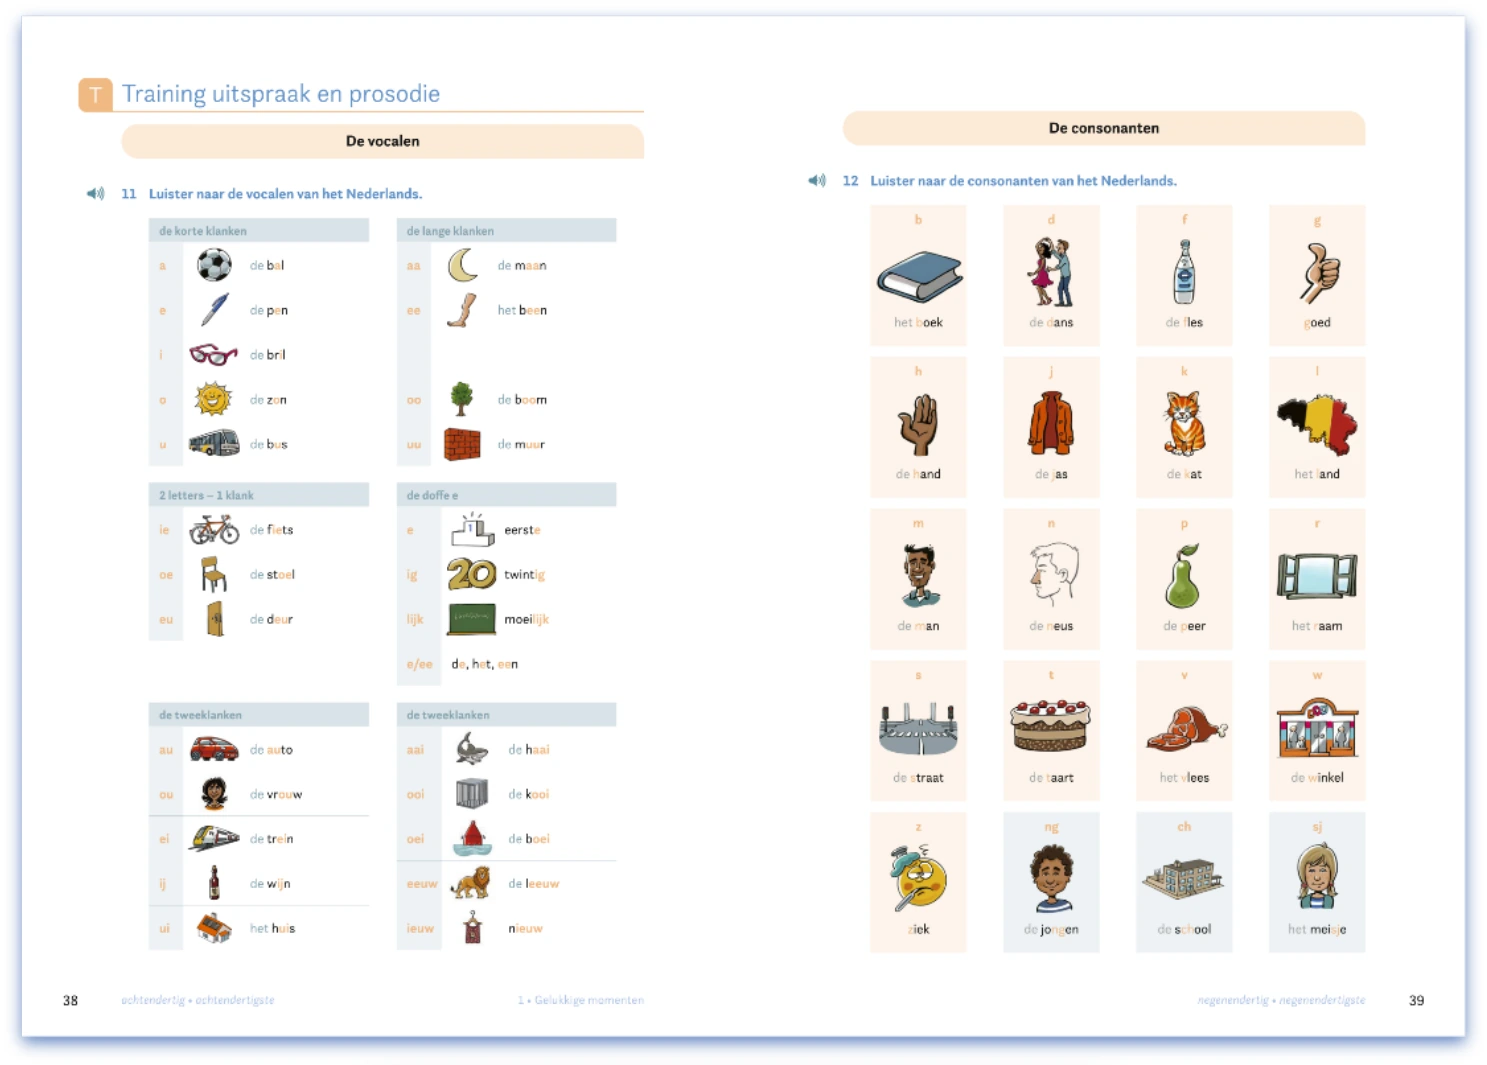 T Training uitspraak en prosodie
De vocalen
11 Luister naar de vocalen van het Nederlands.
de korte klanken
a de bal
e de pen
i de bril
o de zon
u de bus
de lange klanken
aa de maan
ee het been
oo de boom
uu de muur
2 letters – 1 klank
ie de fiets
oe de stoel
eu de deur
de doffe e
e 1 eerste
ig 20 twintig
lijk moeilijk
e/ee de, het, een
de tweeklanken
au de auto
ou de vrouw
ei de trein
ij de wijn
ui het huis
de tweeklanken
aai de haai
ooi de kooi
oei de boei
eeuw de leeuw
ieuw nieuw
38 achtendertig • achtendertigste 1 • Gelukkige momenten
De consonanten
12 Luister naar de consonanten van het Nederlands.
b d f g
het boek de dans de fles goed
h j k l
de hand de jas de kat het land
m n p r
de man de neus de peer het raam
s t v w
de straat de taart het vlees de winkel
z ng ch sj
ziek de jongen de school het meisje
negenendertig • negenendertigste 39